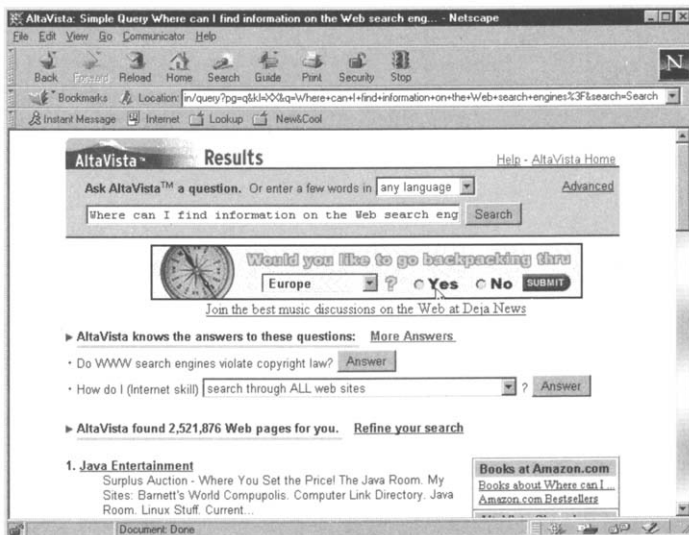 AltaVista: Simple Query Where can I find information on the Web search eng... - Netscape
File Edit View Go Communicator Help
Back Forward Reload Home Search Guide Print Security Stop
N
Bookmarks Location: in/query?pg=q&kl=XX&q=Where+can+I+find+information+on+the+Web+search+engines%3F&search=Search
Instant Message Internet Lookup New&Cool
AltaVista™ Results Help - AltaVista Home
Ask AltaVista™ a question. Or enter a few words in any language Advanced
Where can I find information on the Web search eng Search
Would you like to go backpacking thru
Europe ? Yes No SUBMIT
Join the best music discussions on the Web at Deja News
AltaVista knows the answers to these questions: More Answers
· Do WWW search engines violate copyright law? Answer
· How do I (Internet skill) search through ALL web sites ? Answer
AltaVista found 2,521,876 Web pages for you. Refine your search
1. Java Entertainment
Surplus Auction - Where You Set the Price! The Java Room. My
Sites: Barnett's World Compupolis. Computer Link Directory. Java
Room. Linux Stuff. Current...
Books at Amazon.com
Books about Where can I ...
Amazon.com Bestsellers
Document: Done